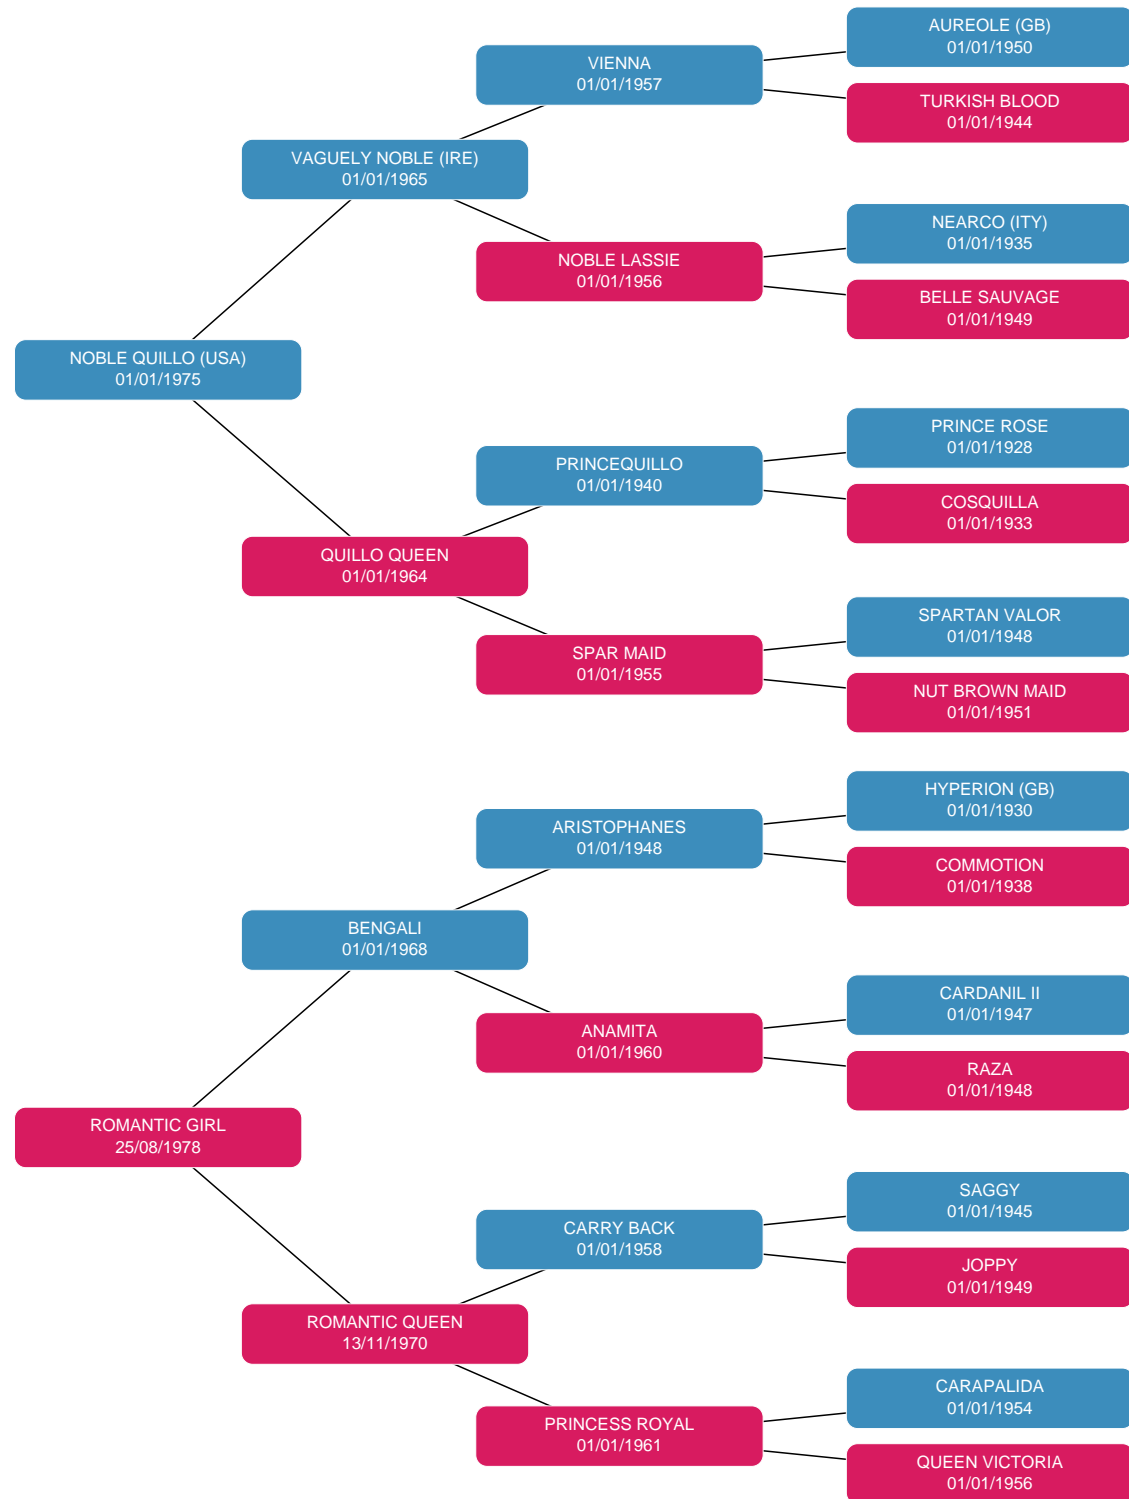 AUREOLE (GB)
01/01/1950
VIENNA
01/01/1957
TURKISH BLOOD
01/01/1944
VAGUELY NOBLE (IRE)
01/01/1965
NEARCO (ITY)
01/01/1935
NOBLE LASSIE
01/01/1956
BELLE SAUVAGE
01/01/1949
NOBLE QUILLO (USA)
01/01/1975
PRINCE ROSE
01/01/1928
PRINCEQUILLO
01/01/1940
COSQUILLA
01/01/1933
QUILLO QUEEN
01/01/1964
SPARTAN VALOR
01/01/1948
SPAR MAID
01/01/1955
NUT BROWN MAID
01/01/1951
HYPERION (GB)
01/01/1930
ARISTOPHANES
01/01/1948
COMMOTION
01/01/1938
BENGALI
01/01/1968
CARDANIL II
01/01/1947
ANAMITA
01/01/1960
RAZA
01/01/1948
ROMANTIC GIRL
25/08/1978
SAGGY
01/01/1945
CARRY BACK
01/01/1958
JOPPY
01/01/1949
ROMANTIC QUEEN
13/11/1970
CARAPALIDA
01/01/1954
PRINCESS ROYAL
01/01/1961
QUEEN VICTORIA
01/01/1956